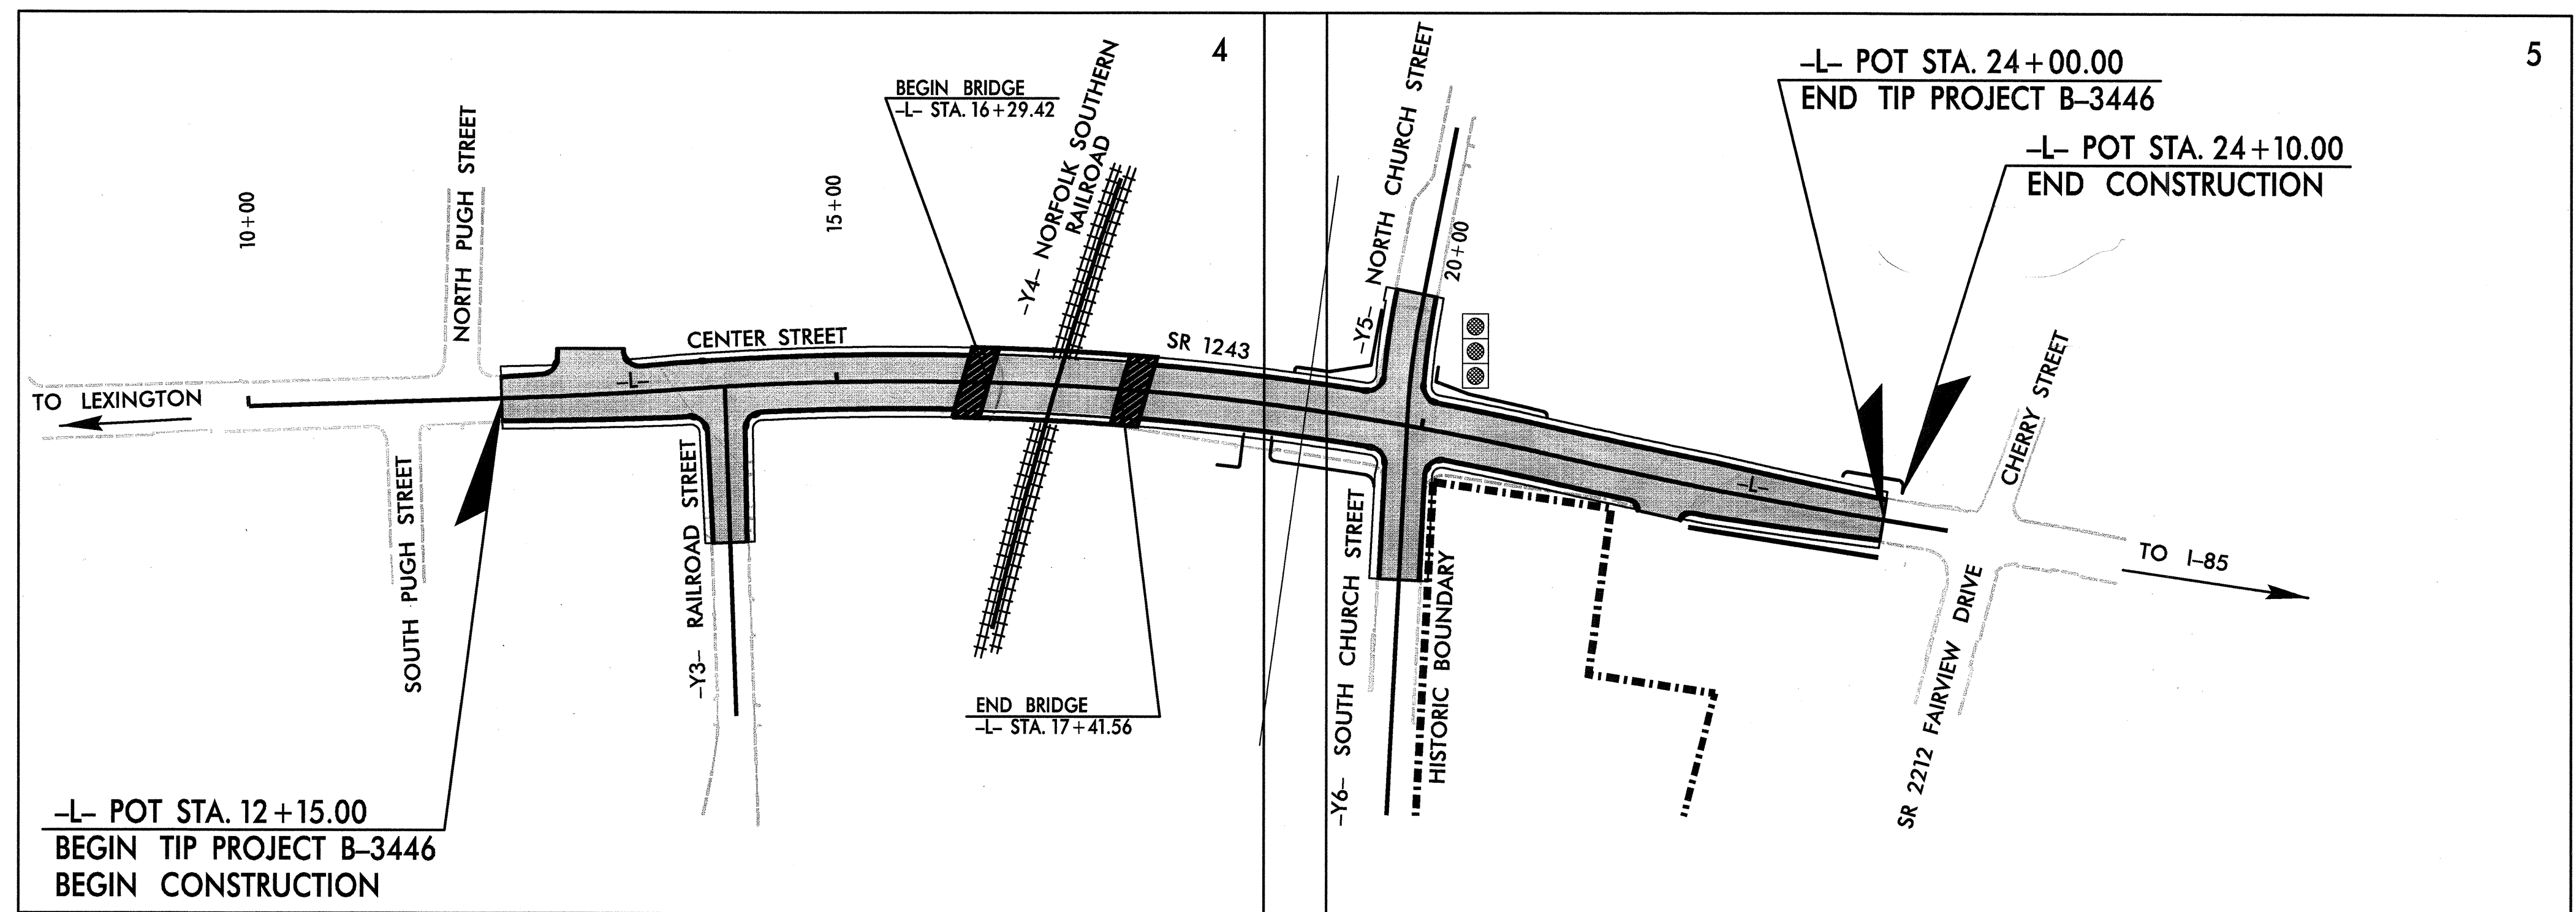 4
5
-L- POT STA. 24+00.00
END TIP PROJECT B-3446
-L- POT STA. 24+10.00
END CONSTRUCTION
BEGIN BRIDGE
-L- STA. 16+29.42
-Y4- NORFOLK SOUTHERN
RAILROAD
-Y5- NORTH CHURCH STREET
NORTH PUGH STREET
10+00
15+00
20+00
CENTER STREET
SR 1243
-L-
TO LEXINGTON
-L-
CHERRY STREET
TO I-85
SOUTH PUGH STREET
-Y3- RAILROAD STREET
-Y6- SOUTH CHURCH STREET
HISTORIC BOUNDARY
SR 2212 FAIRVIEW DRIVE
END BRIDGE
-L- STA. 17+41.56
-L- POT STA. 12+15.00
BEGIN TIP PROJECT B-3446
BEGIN CONSTRUCTION